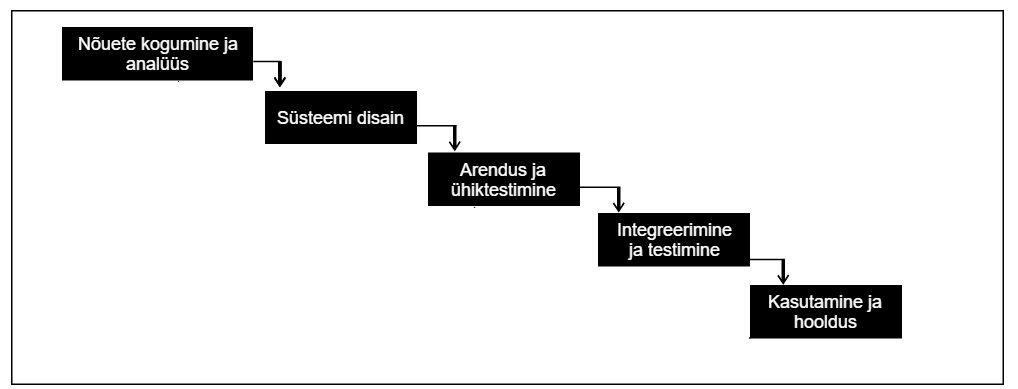 Nõuete kogumine ja
analüüs
Süsteemi disain
Arendus ja
ühiktestimine
Integreerimine
ja testimine
Kasutamine ja
hooldus